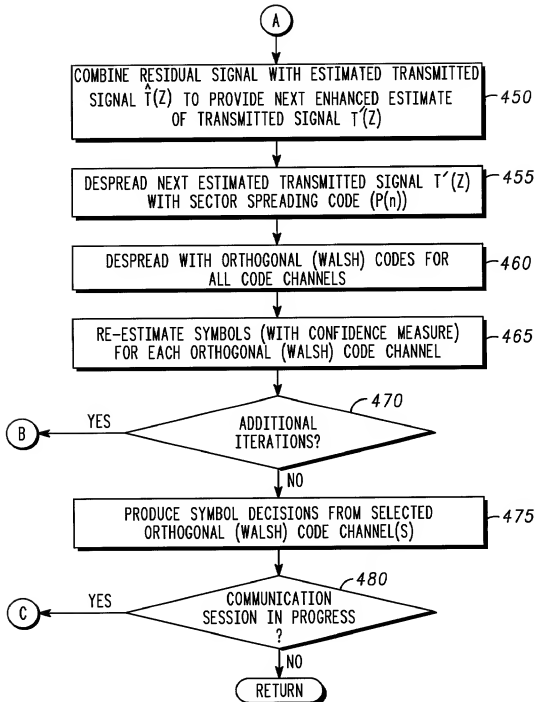 A
COMBINE RESIDUAL SIGNAL WITH ESTIMATED TRANSMITTED
SIGNAL T̂(Z) TO PROVIDE NEXT ENHANCED ESTIMATE
OF TRANSMITTED SIGNAL T′(Z)
450
DESPREAD NEXT ESTIMATED TRANSMITTED SIGNAL T′(Z)
WITH SECTOR SPREADING CODE (P(n))
455
DESPREAD WITH ORTHOGONAL (WALSH) CODES FOR
ALL CODE CHANNELS
460
RE-ESTIMATE SYMBOLS (WITH CONFIDENCE MEASURE)
FOR EACH ORTHOGONAL (WALSH) CODE CHANNEL
465
470
ADDITIONAL
ITERATIONS?
YES
B
NO
PRODUCE SYMBOL DECISIONS FROM SELECTED
ORTHOGONAL (WALSH) CODE CHANNEL(S)
475
480
COMMUNICATION
SESSION IN PROGRESS
?
YES
C
NO
RETURN